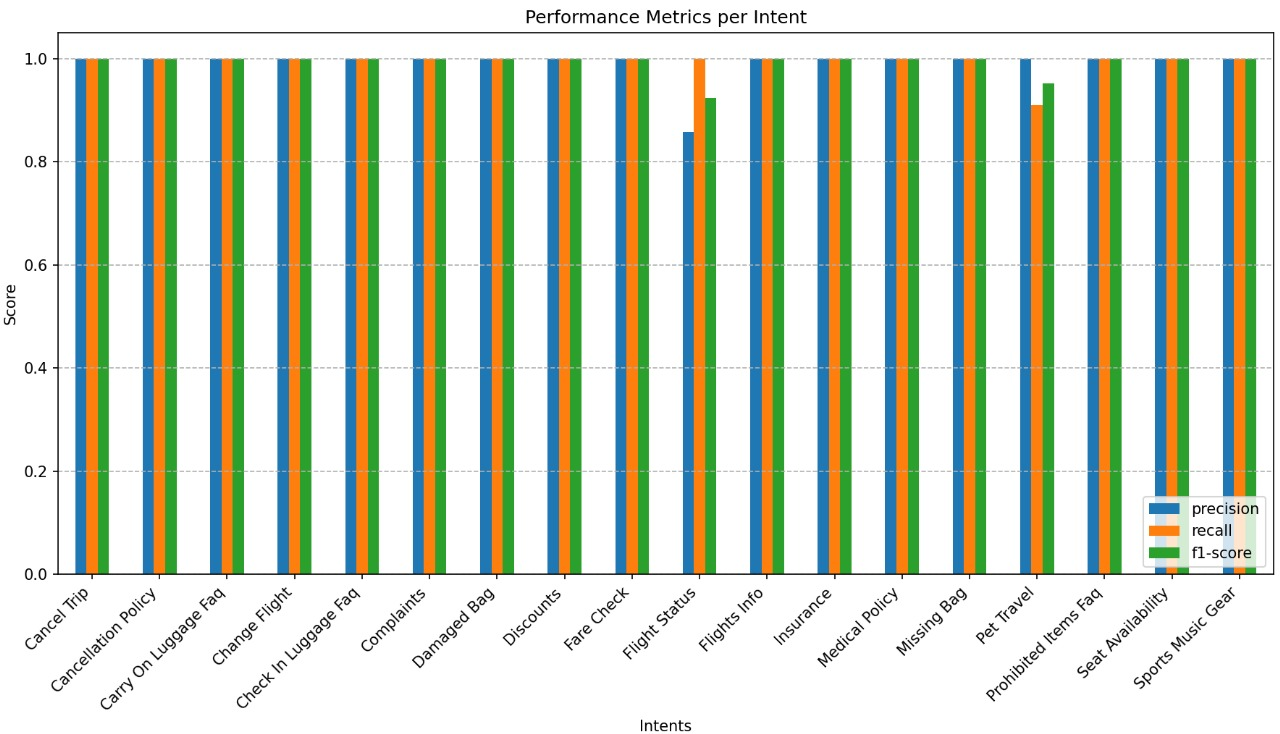 Performance Metrics per Intent
1.0
0.8
0.6
0.4
0.2
0.0
Score
precision
recall
f1-score
Cancel Trip
Cancellation Policy
Carry On Luggage Faq
Change Flight
Check In Luggage Faq
Complaints
Damaged Bag
Discounts
Fare Check
Flight Status
Flights Info
Insurance
Medical Policy
Missing Bag
Pet Travel
Prohibited Items Faq
Seat Availability
Sports Music Gear
Intents